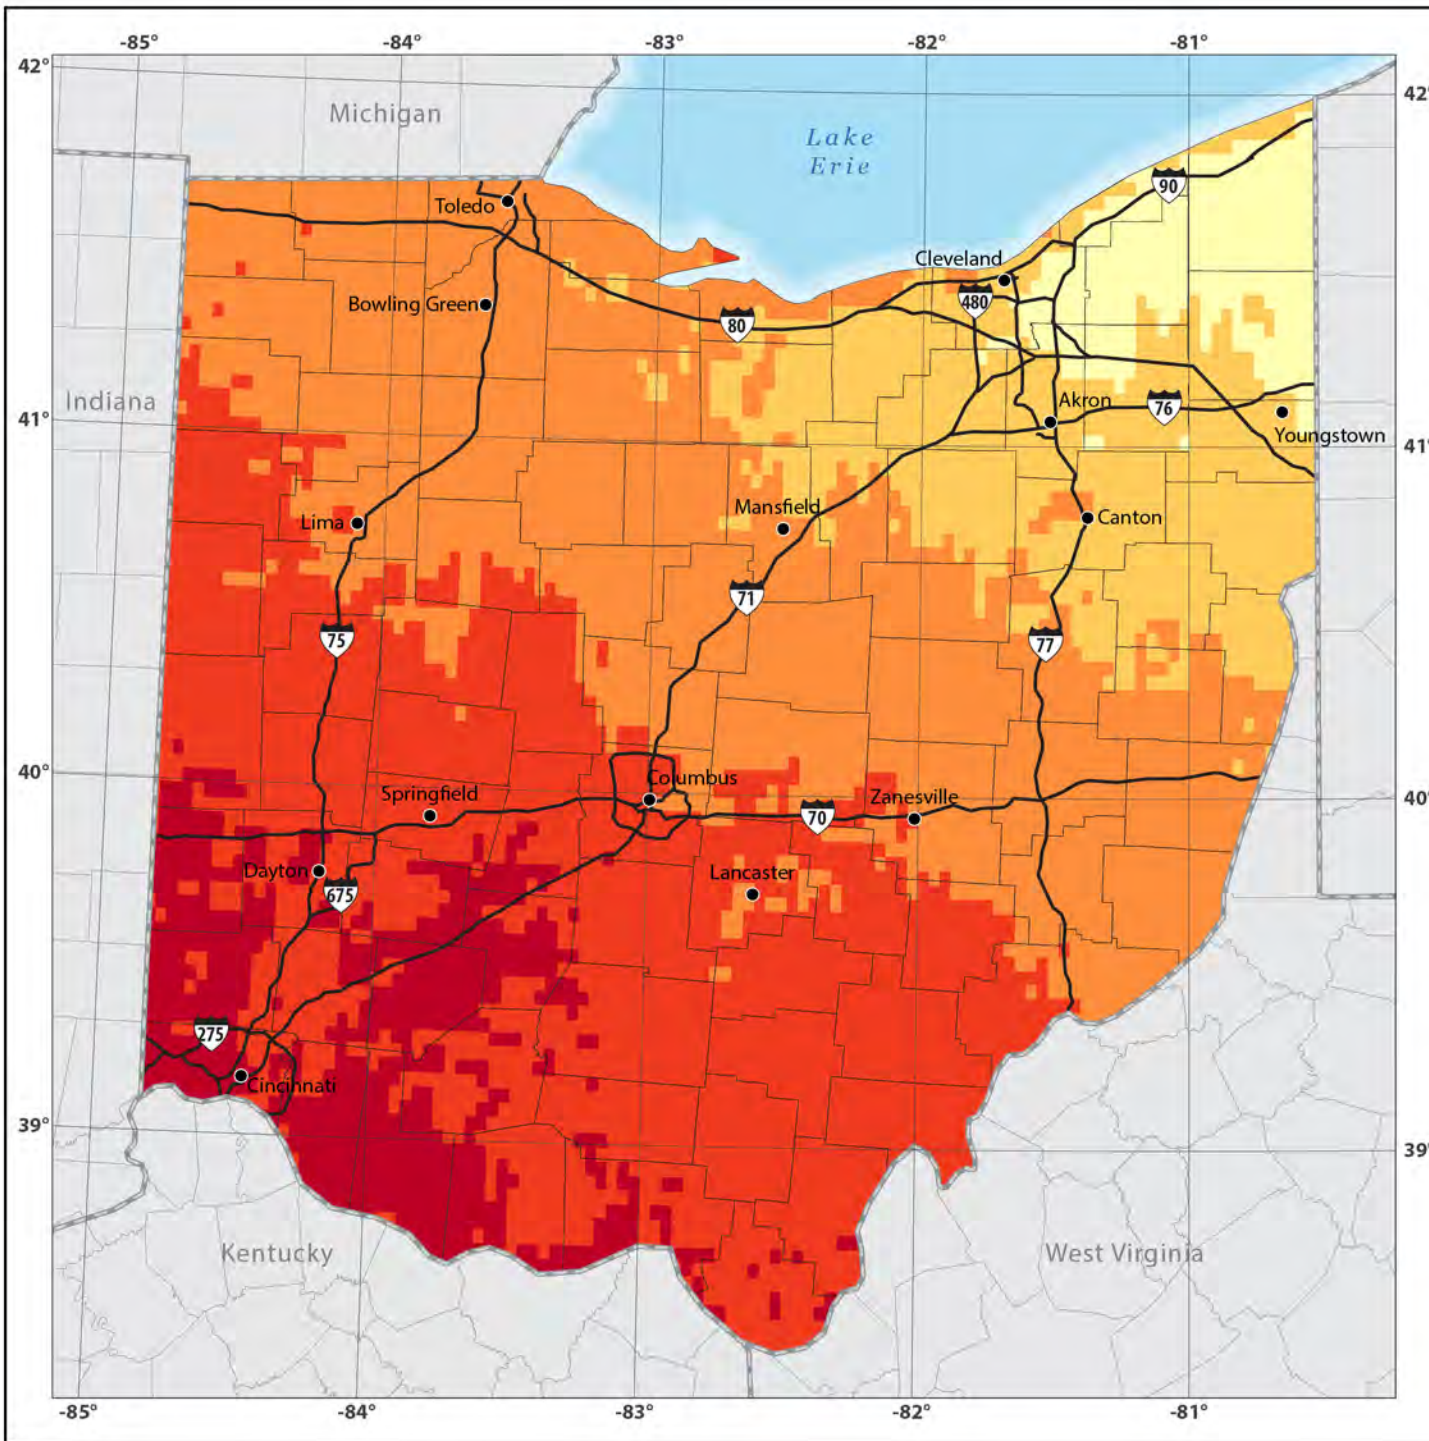 -85° -84° -83° -82° -81°
42°
42°
Michigan
Lake
Erie
90
Toledo
Cleveland
480
Bowling Green
80
Indiana
Akron
76
41°
Youngstown
41°
Mansfield
Lima
Canton
71
75
77
40°
Columbus
Springfield
Zanesville
40°
70
Dayton
Lancaster
675
275
Cincinnati
39°
39°
Kentucky
West Virginia
-85° -84° -83° -82° -81°